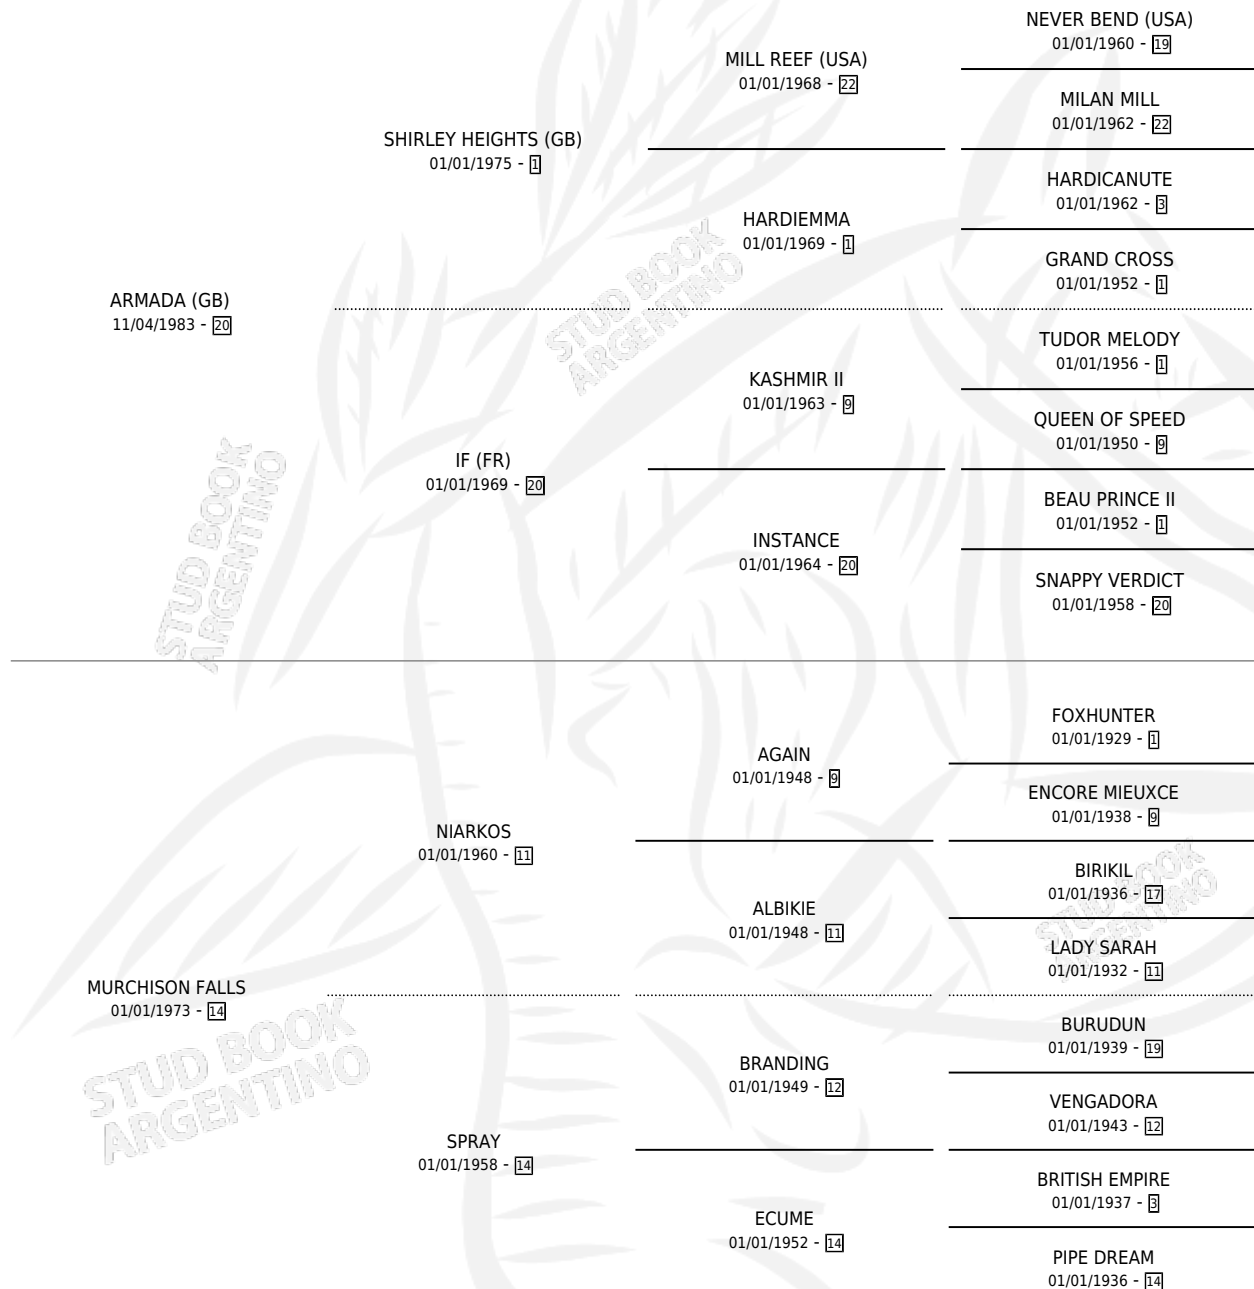 NEVER BEND (USA)
01/01/1960 - 19
MILL REEF (USA)
01/01/1968 - 22
MILAN MILL
01/01/1962 - 22
SHIRLEY HEIGHTS (GB)
01/01/1975 - 1
HARDICANUTE
01/01/1962 - 3
HARDIEMMA
01/01/1969 - 1
GRAND CROSS
01/01/1952 - 1
ARMADA (GB)
11/04/1983 - 20
TUDOR MELODY
01/01/1956 - 1
KASHMIR II
01/01/1963 - 9
QUEEN OF SPEED
01/01/1950 - 9
IF (FR)
01/01/1969 - 20
BEAU PRINCE II
01/01/1952 - 1
INSTANCE
01/01/1964 - 20
SNAPPY VERDICT
01/01/1958 - 20
STUD BOOK
ARGENTINO
STUD BOOK
ARGENTINO
FOXHUNTER
01/01/1929 - 1
AGAIN
01/01/1948 - 9
ENCORE MIEUXCE
01/01/1938 - 9
NIARKOS
01/01/1960 - 11
BIRIKIL
01/01/1936 - 17
ALBIKIE
01/01/1948 - 11
LADY SARAH
01/01/1932 - 11
MURCHISON FALLS
01/01/1973 - 14
BURUDUN
01/01/1939 - 19
BRANDING
01/01/1949 - 12
VENGADORA
01/01/1943 - 12
SPRAY
01/01/1958 - 14
BRITISH EMPIRE
01/01/1937 - 3
ECUME
01/01/1952 - 14
PIPE DREAM
01/01/1936 - 14
STUD BOOK
ARGENTINO
STUD BOOK
ARGENTINO